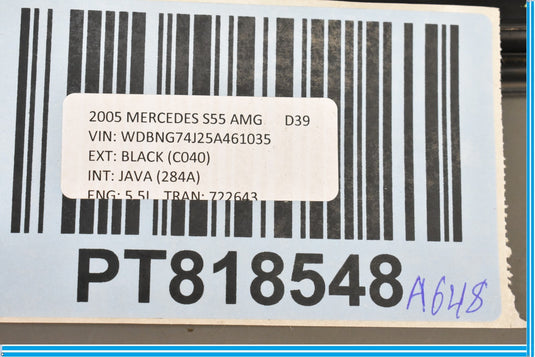 2005 MERCEDES S55 AMG D39
VIN: WDBNG74J25A461035
EXT: BLACK (C040)
INT: JAVA (284A)
ENG: 5.5L TRAN: 722643
PT818548 A648